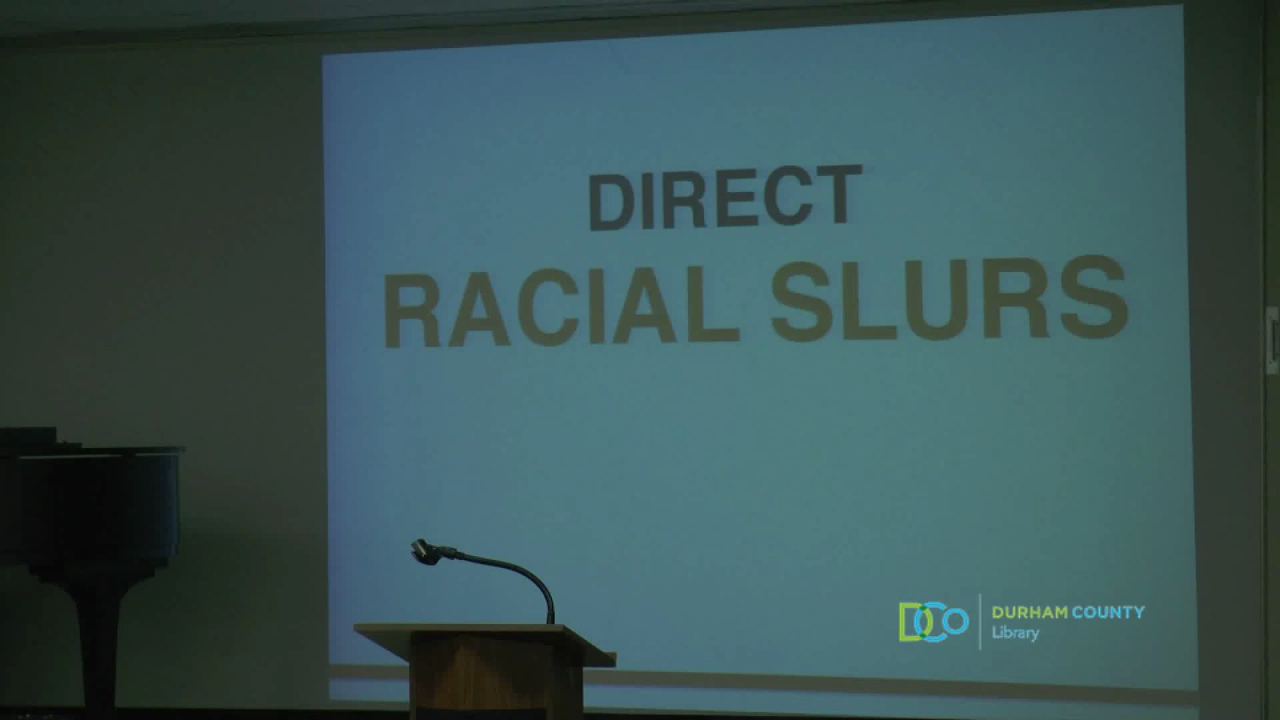 DIRECT
RACIAL SLURS
DCo
DURHAM COUNTY
Library